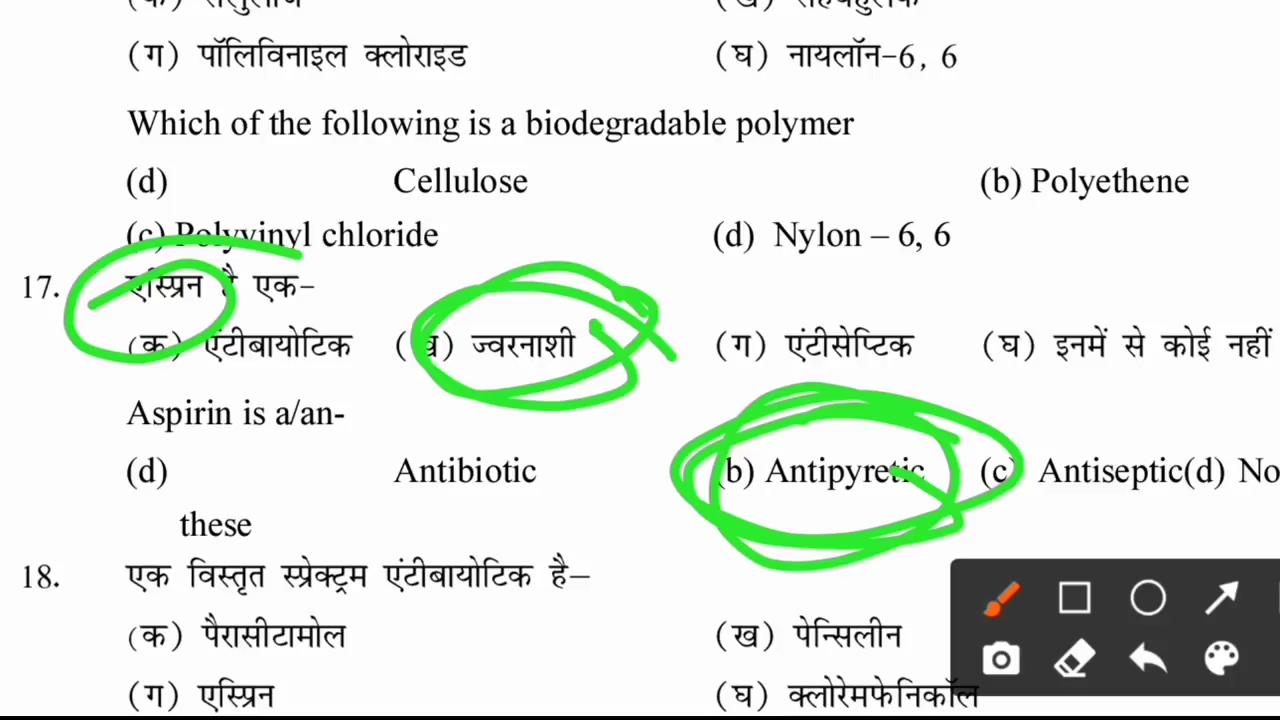 (ग) पॉलिविनाइल क्लोराइड (घ) नायलॉन-6, 6
Which of the following is a biodegradable polymer
(d) Cellulose (b) Polyethene
(c) Polyvinyl chloride (d) Nylon – 6, 6
17. एस्प्रिन है एक-
(क) एंटीबायोटिक (ख) ज्वरनाशी (ग) एंटीसेप्टिक (घ) इनमें से कोई नहीं
Aspirin is a/an-
(d) Antibiotic (b) Antipyretic (c) Antiseptic(d) No
these
18. एक विस्तृत स्प्रेक्ट्रम एंटीबायोटिक है–
(क) पैरासीटामोल (ख) पेन्सिलीन
(ग) एस्प्रिन (घ) क्लोरेमफेनिकॉल